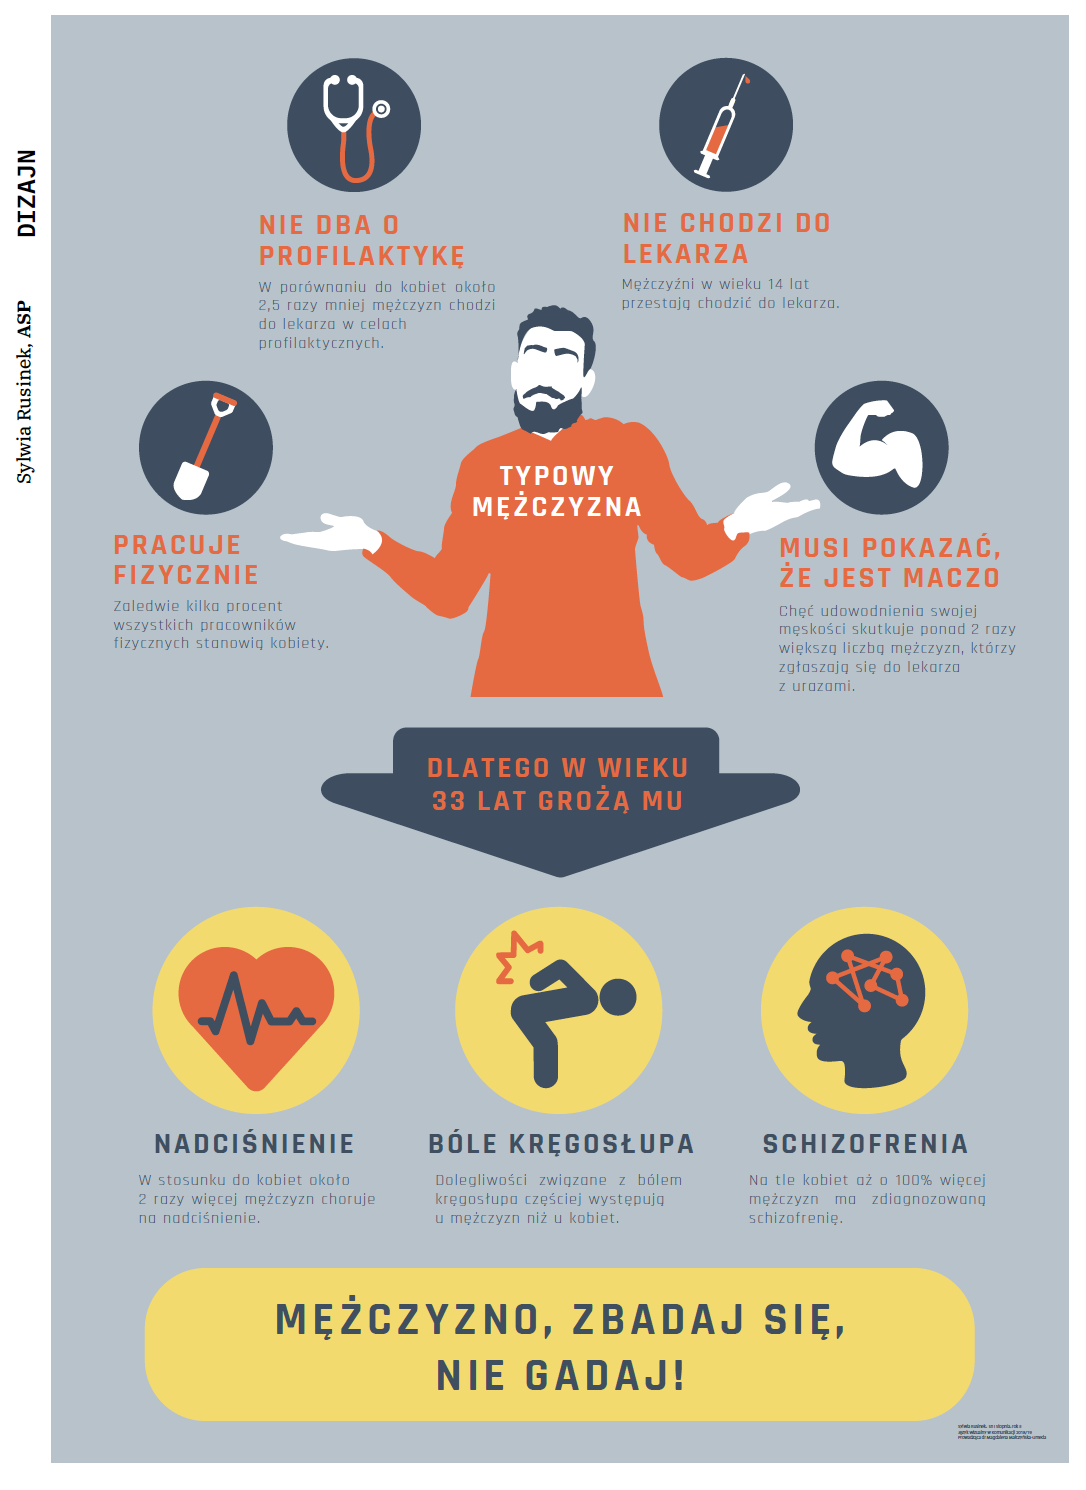 DIZAJN
Sylwia Rusinek, ASP
NIE DBA O
PROFILAKTYKĘ
W porównaniu do kobiet około
2,5 razy mniej mężczyzn chodzi
do lekarza w celach
profilaktycznych.
NIE CHODZI DO
LEKARZA
Mężczyźni w wieku 14 lat
przestają chodzić do lekarza.
TYPOWY
MĘŻCZYZNA
PRACUJE
FIZYCZNIE
Zaledwie kilka procent
wszystkich pracowników
fizycznych stanowią kobiety.
MUSI POKAZAĆ,
ŻE JEST MACZO
Chęć udowodnienia swojej
męskości skutkuje ponad 2 razy
większą liczbą mężczyzn, którzy
zgłaszają się do lekarza
z urazami.
DLATEGO W WIEKU
33 LAT GROŻĄ MU
NADCIŚNIENIE
W stosunku do kobiet około
2 razy więcej mężczyzn choruje
na nadciśnienie.
BÓLE KRĘGOSŁUPA
Dolegliwości związane z bólem
kręgosłupa częściej występują
u mężczyzn niż u kobiet.
SCHIZOFRENIA
Na tle kobiet aż o 100% więcej
mężczyzn ma zdiagnozowaną
schizofrenię.
MĘŻCZYZNO, ZBADAJ SIĘ,
NIE GADAJ!